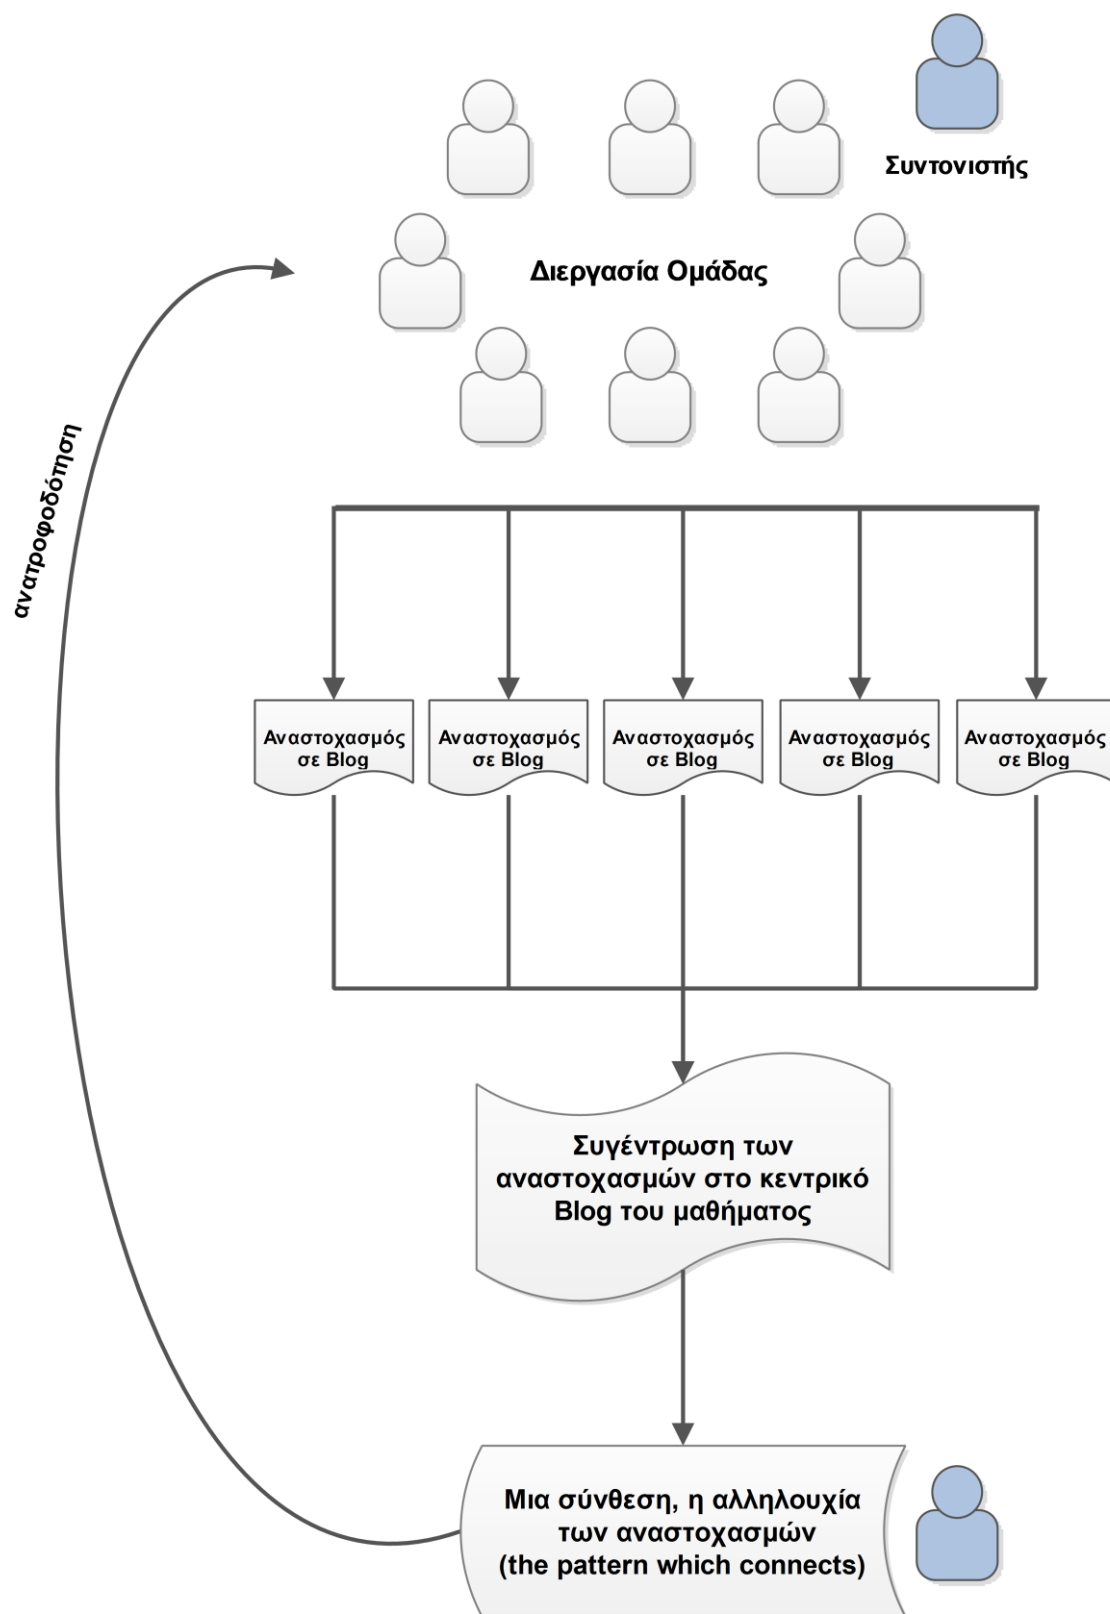 Συντονιστής
Διεργασία Ομάδας
ανατροφοδότηση
Αναστοχασμός
σε Blog
Αναστοχασμός
σε Blog
Αναστοχασμός
σε Blog
Αναστοχασμός
σε Blog
Αναστοχασμός
σε Blog
Συγέντρωση των
αναστοχασμών στο κεντρικό
Blog του μαθήματος
Μια σύνθεση, η αλληλουχία
των αναστοχασμών
(the pattern which connects)